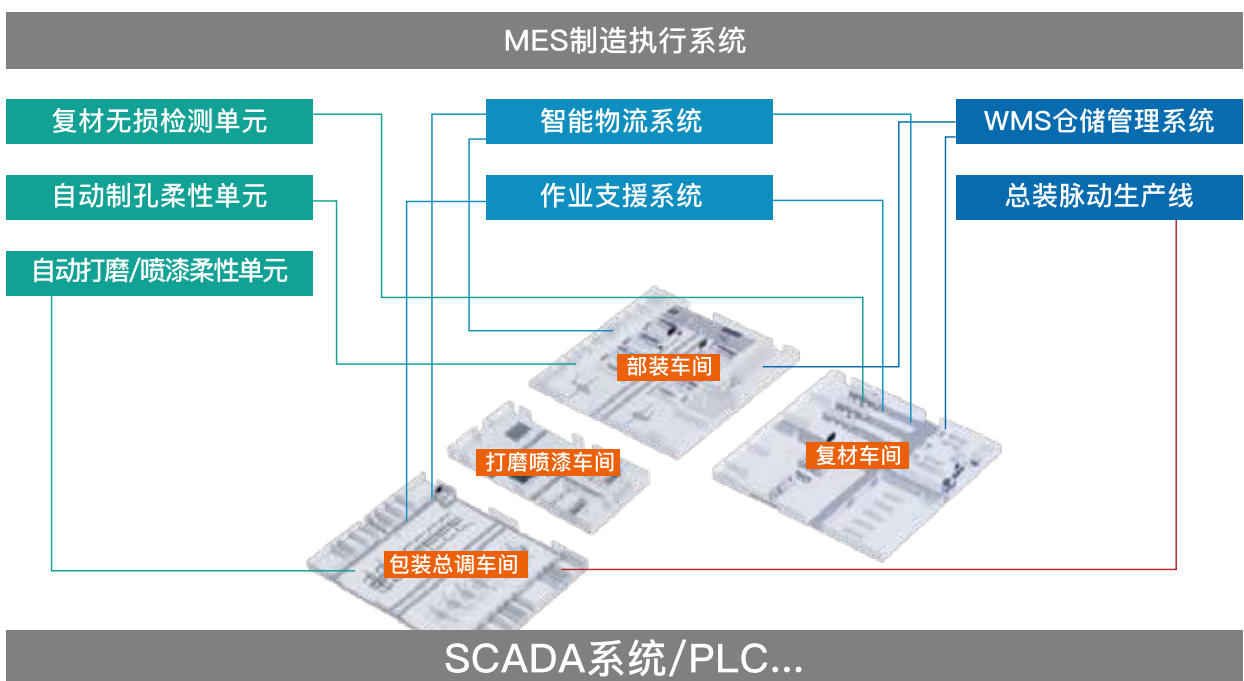 MES制造执行系统
复材无损检测单元
智能物流系统
WMS仓储管理系统
自动制孔柔性单元
作业支援系统
总装脉动生产线
自动打磨/喷漆柔性单元
部装车间
复材车间
打磨喷漆车间
包装总调车间
SCADA系统/PLC...